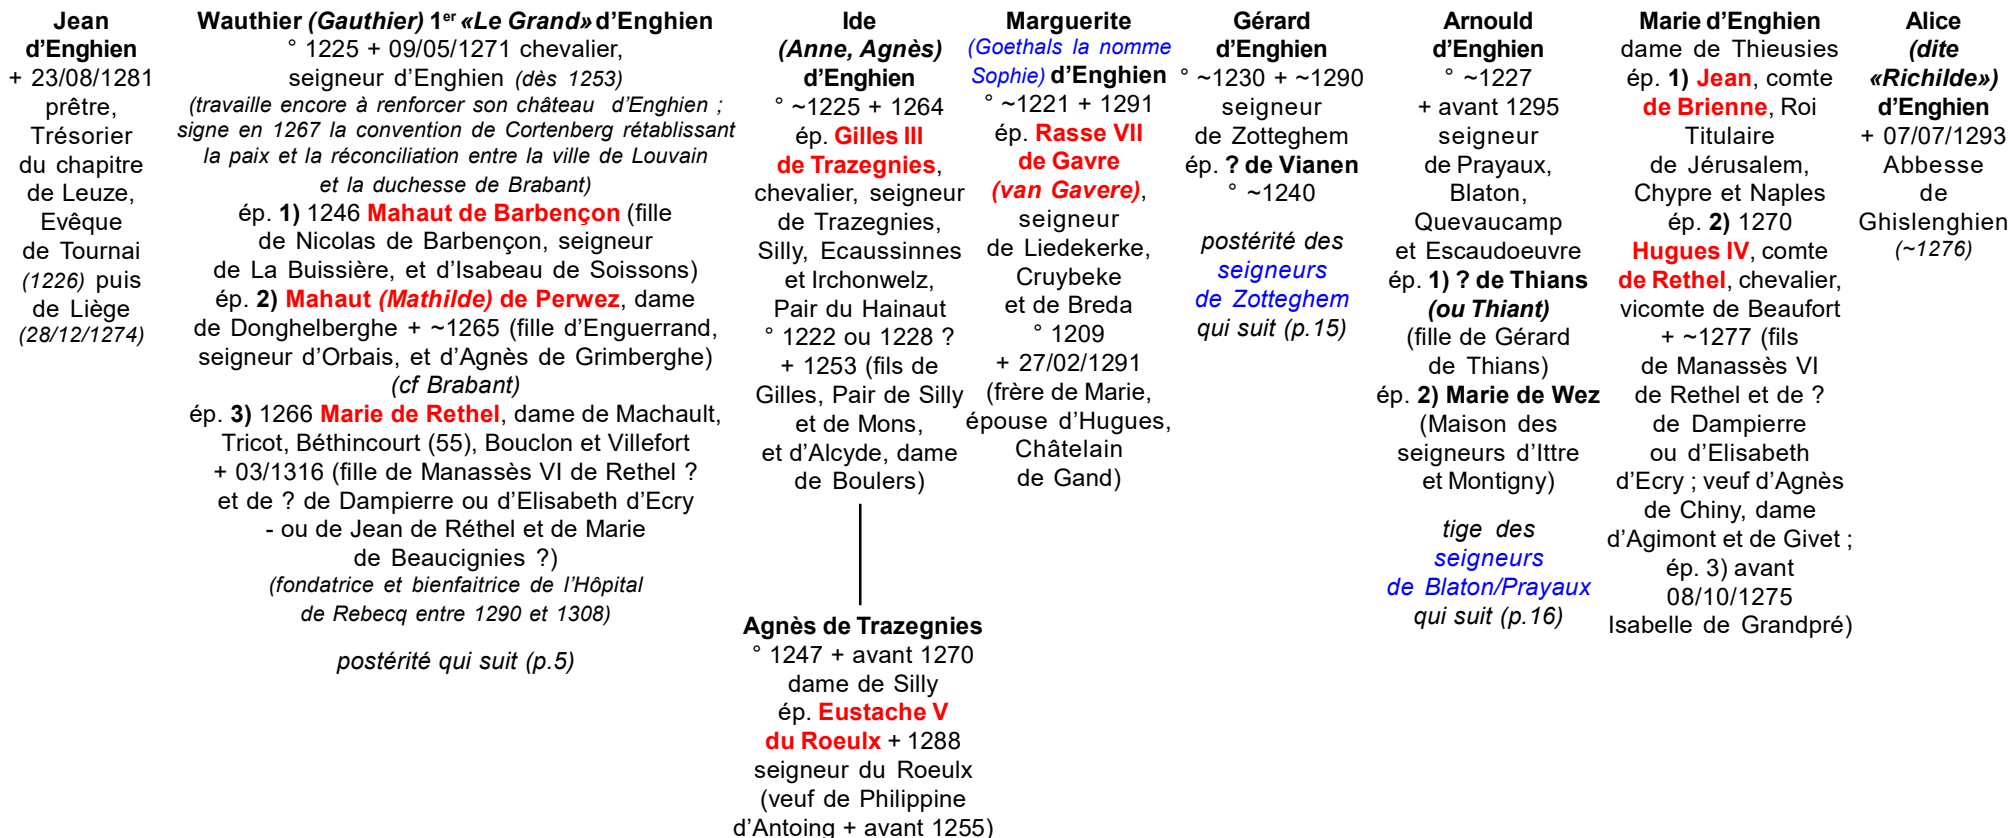 Jean
d'Enghien
+ 23/08/1281
prêtre,
Trésorier
du chapitre
de Leuze,
Evêque
de Tournai
(1226) puis
de Liège
(28/12/1274)
Wauthier (Gauthier) 1er «Le Grand» d'Enghien
° 1225 + 09/05/1271 chevalier,
seigneur d'Enghien (dès 1253)
(travaille encore à renforcer son château d'Enghien ;
signe en 1267 la convention de Cortenberg rétablissant
la paix et la réconciliation entre la ville de Louvain
et la duchesse de Brabant)
ép. 1) 1246 Mahaut de Barbençon (fille
de Nicolas de Barbençon, seigneur
de La Buissière, et d'Isabeau de Soissons)
ép. 2) Mahaut (Mathilde) de Perwez, dame
de Donghelberghe + ~1265 (fille d'Enguerrand,
seigneur d'Orbais, et d'Agnès de Grimberghe)
(cf Brabant)
ép. 3) 1266 Marie de Rethel, dame de Machault,
Tricot, Béthincourt (55), Bouclon et Villefort
+ 03/1316 (fille de Manassès VI de Rethel ?
et de ? de Dampierre ou d'Elisabeth d'Ecry
- ou de Jean de Réthel et de Marie
de Beaucignies ?)
(fondatrice et bienfaitrice de l'Hôpital
de Rebecq entre 1290 et 1308)
postérité qui suit (p.5)
Ide
(Anne, Agnès)
d'Enghien
° ~1225 + 1264
ép. Gilles III
de Trazegnies,
chevalier, seigneur
de Trazegnies,
Silly, Ecaussinnes
et Irchonwelz,
Pair du Hainaut
° 1222 ou 1228 ?
+ 1253 (fils de
Gilles, Pair de Silly
et de Mons,
et d'Alcyde, dame
de Boulers)
Agnès de Trazegnies
° 1247 + avant 1270
dame de Silly
ép. Eustache V
du Roeulx + 1288
seigneur du Roeulx
(veuf de Philippine
d'Antoing + avant 1255)
Marguerite
(Goethals la nomme
Sophie) d'Enghien
° ~1221 + 1291
ép. Rasse VII
de Gavre
(van Gavere),
seigneur
de Liedekerke,
Cruybeke
et de Breda
° 1209
+ 27/02/1291
(frère de Marie,
épouse d'Hugues,
Châtelain
de Gand)
Gérard
d'Enghien
° ~1230 + ~1290
seigneur
de Zotteghem
ép. ? de Vianen
° ~1240
postérité des
seigneurs
de Zotteghem
qui suit (p.15)
Arnould
d'Enghien
° ~1227
+ avant 1295
seigneur
de Prayaux,
Blaton,
Quevaucamp
et Escaudoeuvre
ép. 1) ? de Thians
(ou Thiant)
(fille de Gérard
de Thians)
ép. 2) Marie de Wez
(Maison des
seigneurs d'Ittre
et Montigny)
tige des
seigneurs
de Blaton/Prayaux
qui suit (p.16)
Marie d'Enghien
dame de Thieusies
ép. 1) Jean, comte
de Brienne, Roi
Titulaire
de Jérusalem,
Chypre et Naples
ép. 2) 1270
Hugues IV, comte
de Rethel, chevalier,
vicomte de Beaufort
+ ~1277 (fils
de Manassès VI
de Rethel et de ?
de Dampierre
ou d'Elisabeth
d'Ecry ; veuf d'Agnès
de Chiny, dame
d'Agimont et de Givet ;
ép. 3) avant
08/10/1275
Isabelle de Grandpré)
Alice
(dite
«Richilde»)
d'Enghien
+ 07/07/1293
Abbesse
de
Ghislenghien
(~1276)